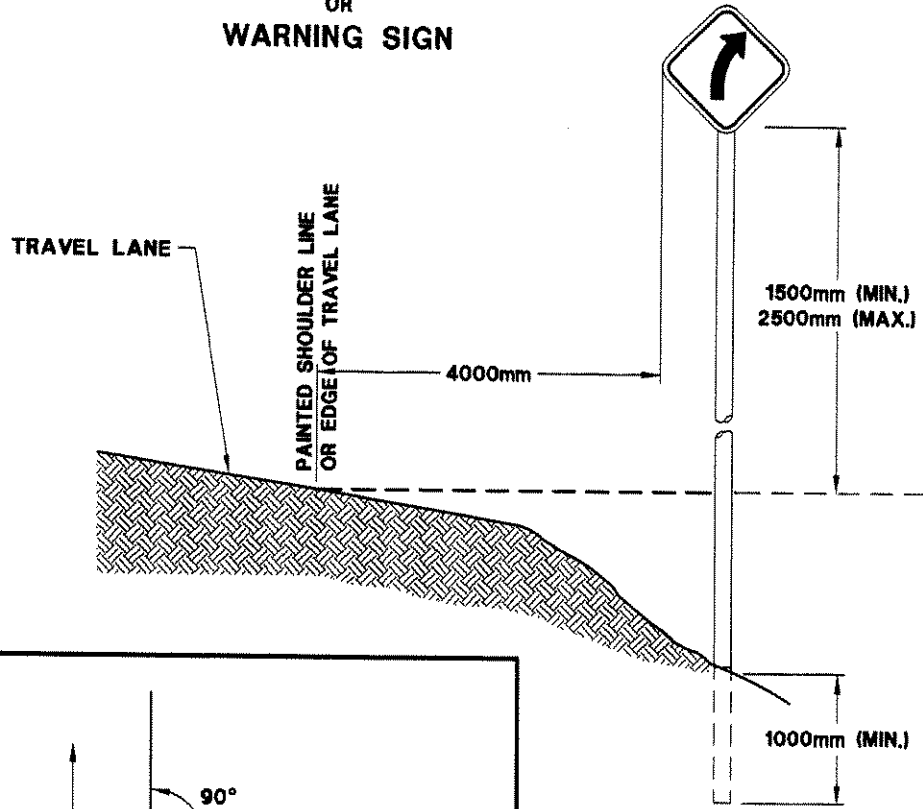 OR
WARNING SIGN
TRAVEL LANE
PAINTED SHOULDER LINE
OR EDGE OF TRAVEL LANE
1500mm (MIN.)
2500mm (MAX.)
4000mm
1000mm (MIN.)
90°